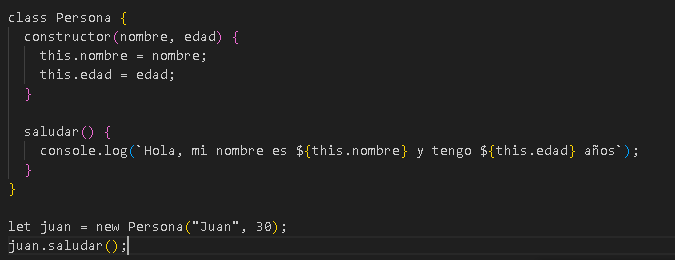 class Persona {
  constructor(nombre, edad) {
    this.nombre = nombre;
    this.edad = edad;
  }

  saludar() {
    console.log(`Hola, mi nombre es ${this.nombre} y tengo ${this.edad} años`);
  }
}

let juan = new Persona("Juan", 30);
juan.saludar();